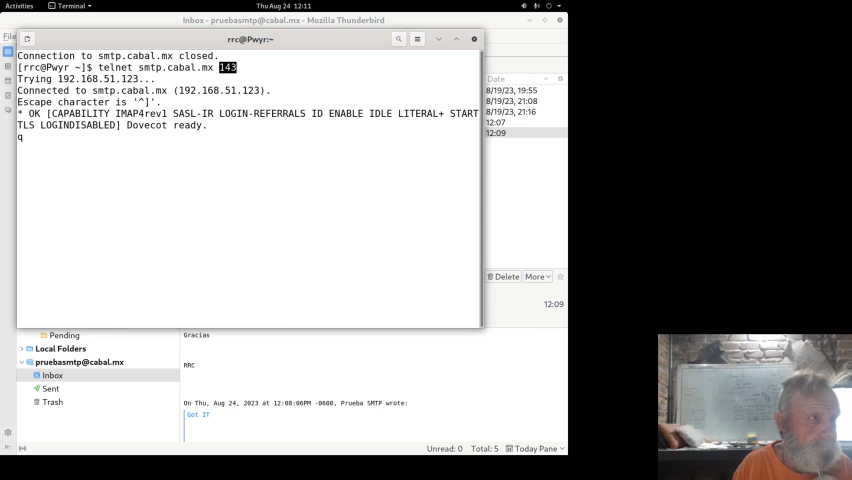 Activities Terminal Thu Aug 24 12:11
Inbox - pruebasmtp@cabal.mx - Mozilla Thunderbird
File
rrc@Pwyr:~
Connection to smtp.cabal.mx closed.
[rrc@Pwyr ~]$ telnet smtp.cabal.mx 143
Trying 192.168.51.123...
Connected to smtp.cabal.mx (192.168.51.123).
Escape character is '^]'.
* OK [CAPABILITY IMAP4rev1 SASL-IR LOGIN-REFERRALS ID ENABLE IDLE LITERAL+ START
TLS LOGINDISABLED] Dovecot ready.
q
Date
8/19/23, 19:55
8/19/23, 21:08
8/19/23, 21:16
12:07
12:09
Delete More
12:09
Pending
Local Folders
pruebasmtp@cabal.mx
Inbox
Sent
Trash
Gracias
RRC
On Thu, Aug 24, 2023 at 12:08:06PM -0600, Prueba SMTP wrote:
Got IT
Unread: 0 Total: 5 Today Pane